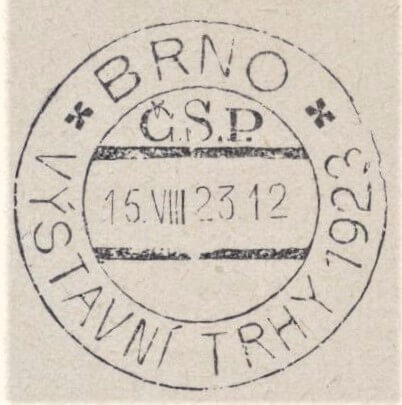 BRNO
Č.S.P.
15.VIII 23.12
VÝSTAVNÍ TRHY 1923